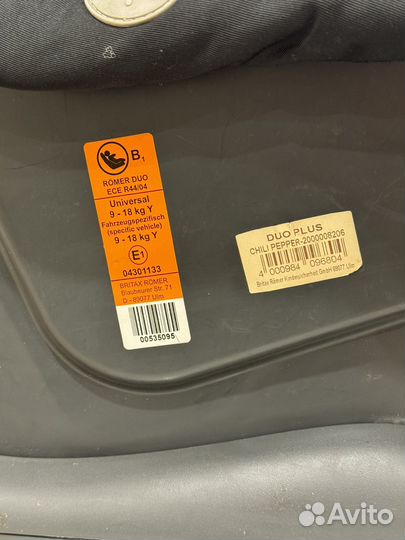 B1
RÖMER DUO
ECE R44/04
Universal
9 - 18 kg Y
Fahrzeugspezifisch
(specific vehicle)
9 - 18 kg Y
E1
04301133
BRITAX RÖMER
Blaubeurer Str. 71
D - 89077 Ulm
00535095
DUO PLUS
CHILI PEPPER-2000008206
4 000984 096804
Britax Römer Kindersicherheit GmbH 89077 Ulm
Avito